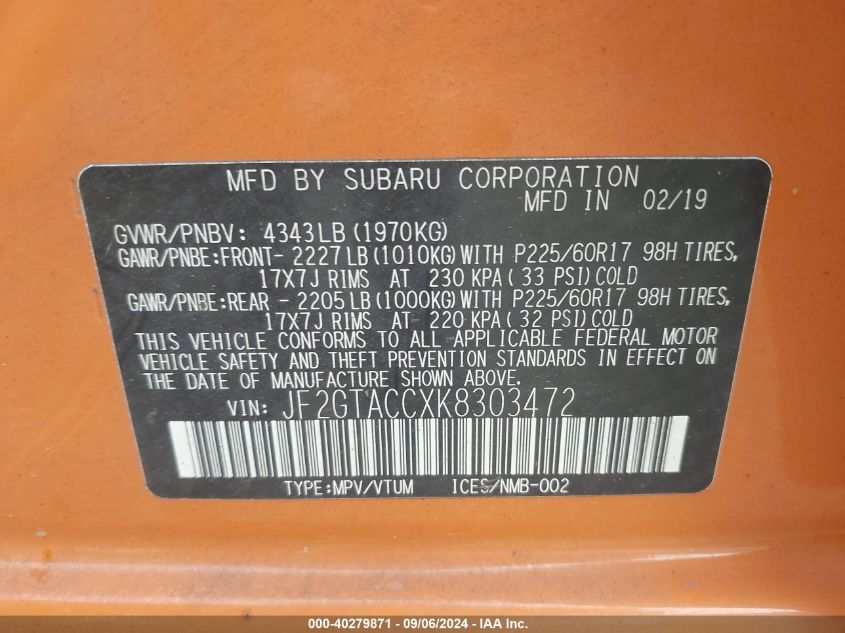 MFD BY SUBARU CORPORATION
MFD IN 02/19
GVWR/PNBV: 4343LB(1970KG)
GAWR/PNBE:FRONT- 2227LB(1010KG)WITH P225/60R17 98H TIRES,
17X7J RIMS AT 230 KPA( 33 PSI)COLD
GAWR/PNBE:REAR - 2205LB(1000KG)WITH P225/60R17 98H TIRES,
17X7J RIMS AT 220 KPA( 32 PSI)COLD
THIS VEHICLE CONFORMS TO ALL APPLICABLE FEDERAL MOTOR
VEHICLE SAFETY AND THEFT PREVENTION STANDARDS IN EFFECT ON
THE DATE OF MANUFACTURE SHOWN ABOVE.
VIN: JF2GTACCXK8303472
TYPE:MPV/VTUM ICES/NMB-002
000-40279871 - 09/06/2024 - COPYRIGHT IAA, Inc.